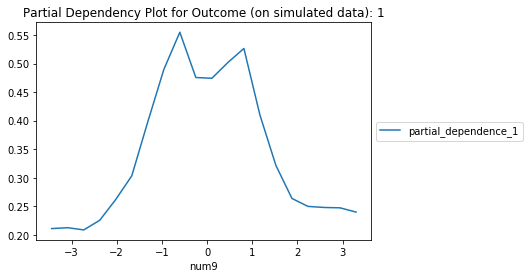 Partial Dependency Plot for Outcome (on simulated data): 1
0.55
0.50
0.45
0.40
0.35
0.30
0.25
0.20
partial_dependence_1
−3 −2 −1 0 1 2 3
num9